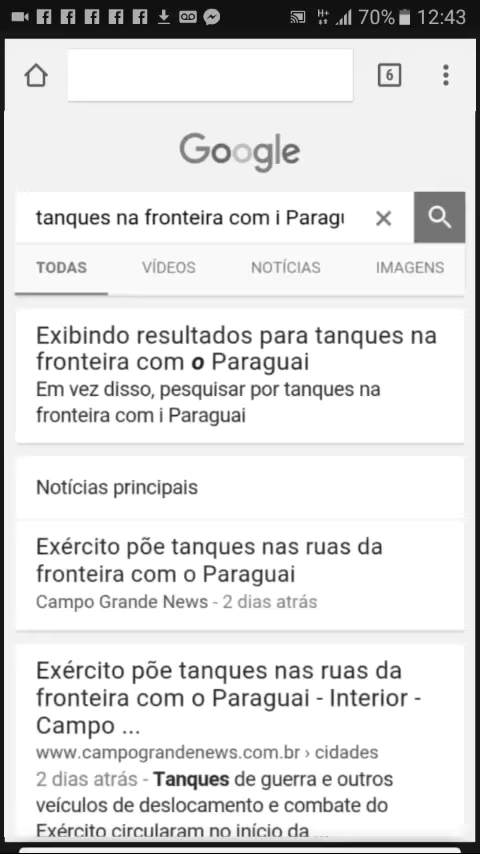 70% 12:43
6
Google
tanques na fronteira com i Paragu
TODAS VÍDEOS NOTÍCIAS IMAGENS
Exibindo resultados para tanques na
fronteira com o Paraguai
Em vez disso, pesquisar por tanques na
fronteira com i Paraguai
Notícias principais
Exército põe tanques nas ruas da
fronteira com o Paraguai
Campo Grande News - 2 dias atrás
Exército põe tanques nas ruas da
fronteira com o Paraguai - Interior -
Campo ...
www.campograndenews.com.br › cidades
2 dias atrás - Tanques de guerra e outros
veículos de deslocamento e combate do
Exército circularam no início da ...